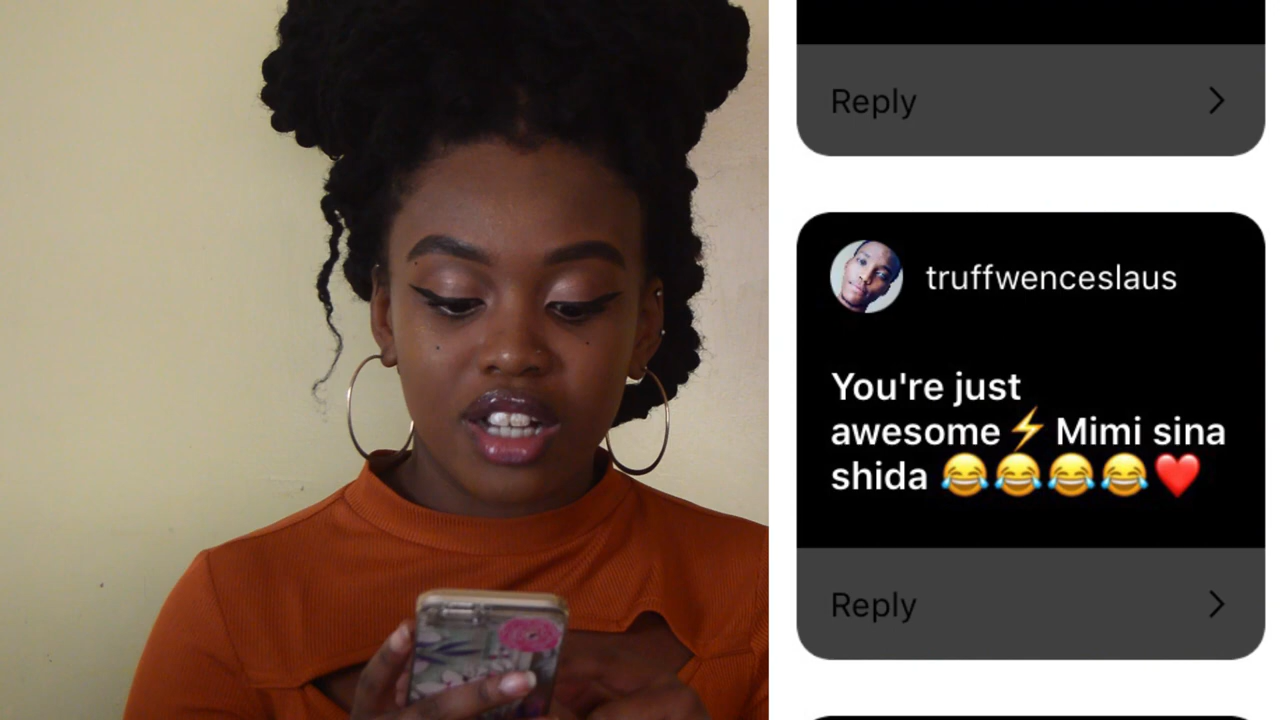 Reply
truffwenceslaus
You're just
awesome⚡ Mimi sina
shida 😂😂😂😂❤️
Reply